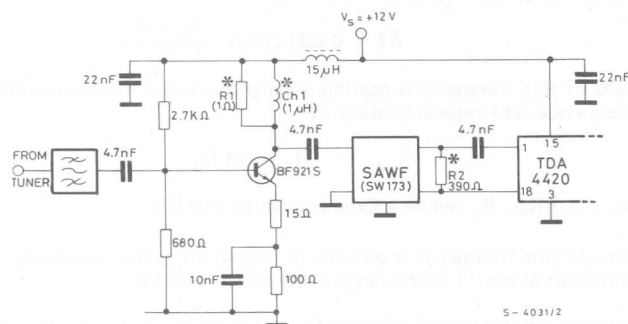 V_S = +12 V
22nF
*
R1
(1Ω)
*
Ch1
(1μH)
15μH
22nF
2.7KΩ
FROM
TUNER
4.7nF
4.7nF
BF921S
SAWF
(SW173)
4.7nF
*
R2
390Ω
1
15
TDA
4420
18
3
15Ω
680Ω
10nF
100Ω
S-4031/2